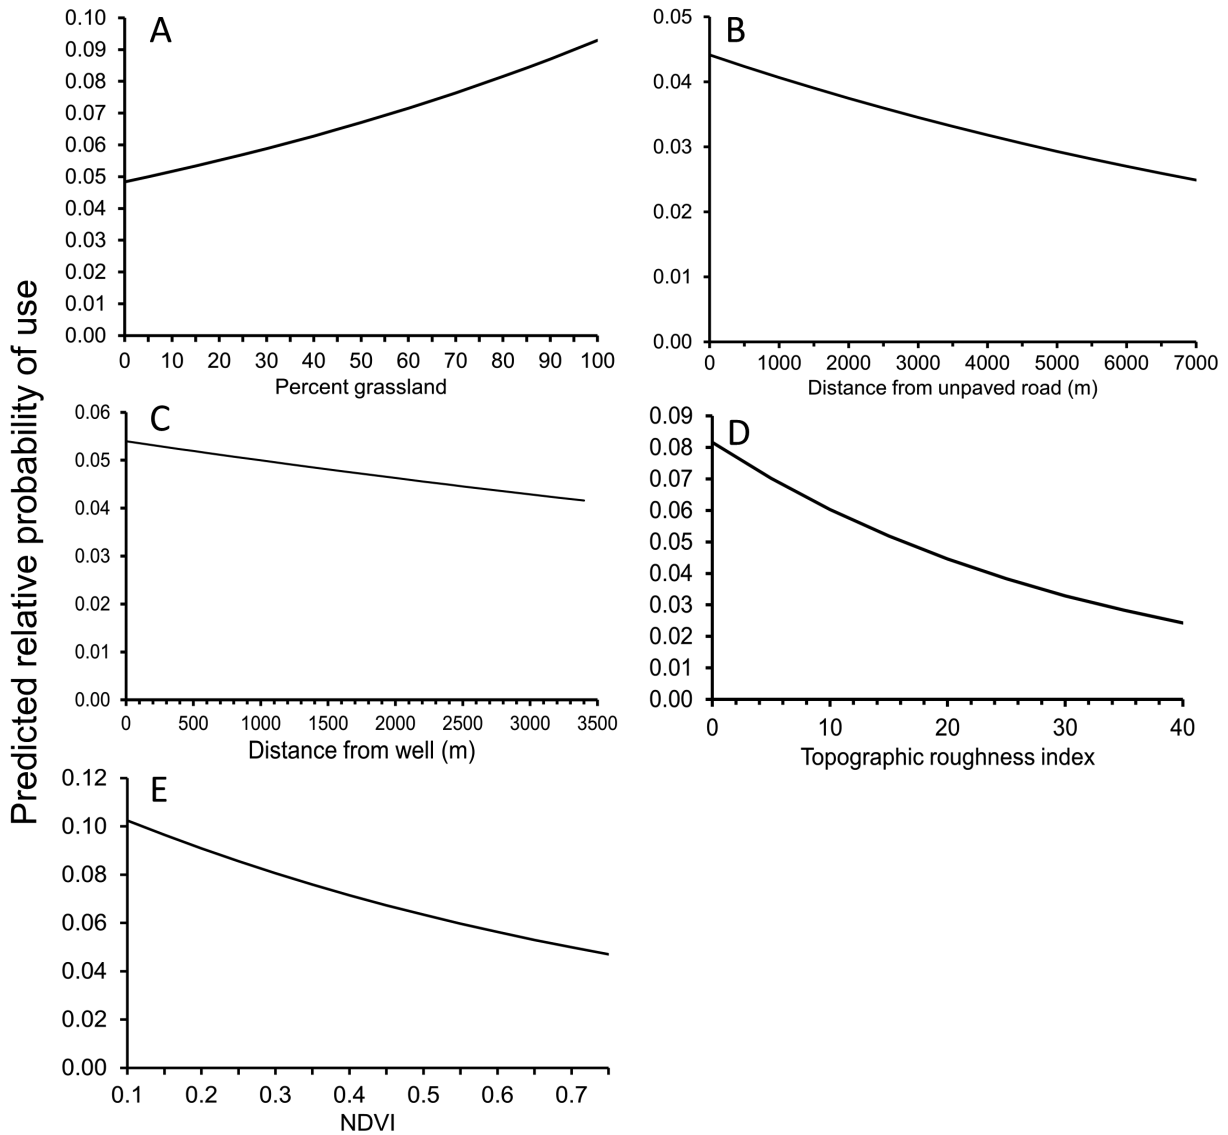 Predicted relative probability of use
A
0.10
0.09
0.08
0.07
0.06
0.05
0.04
0.03
0.02
0.01
0.00
0 10 20 30 40 50 60 70 80 90 100
Percent grassland
B
0.05
0.04
0.03
0.02
0.01
0.00
0 1000 2000 3000 4000 5000 6000 7000
Distance from unpaved road (m)
C
0.06
0.05
0.04
0.03
0.02
0.01
0.00
0 500 1000 1500 2000 2500 3000 3500
Distance from well (m)
D
0.09
0.08
0.07
0.06
0.05
0.04
0.03
0.02
0.01
0.00
0 10 20 30 40
Topographic roughness index
E
0.12
0.10
0.08
0.06
0.04
0.02
0.00
0.1 0.2 0.3 0.4 0.5 0.6 0.7
NDVI